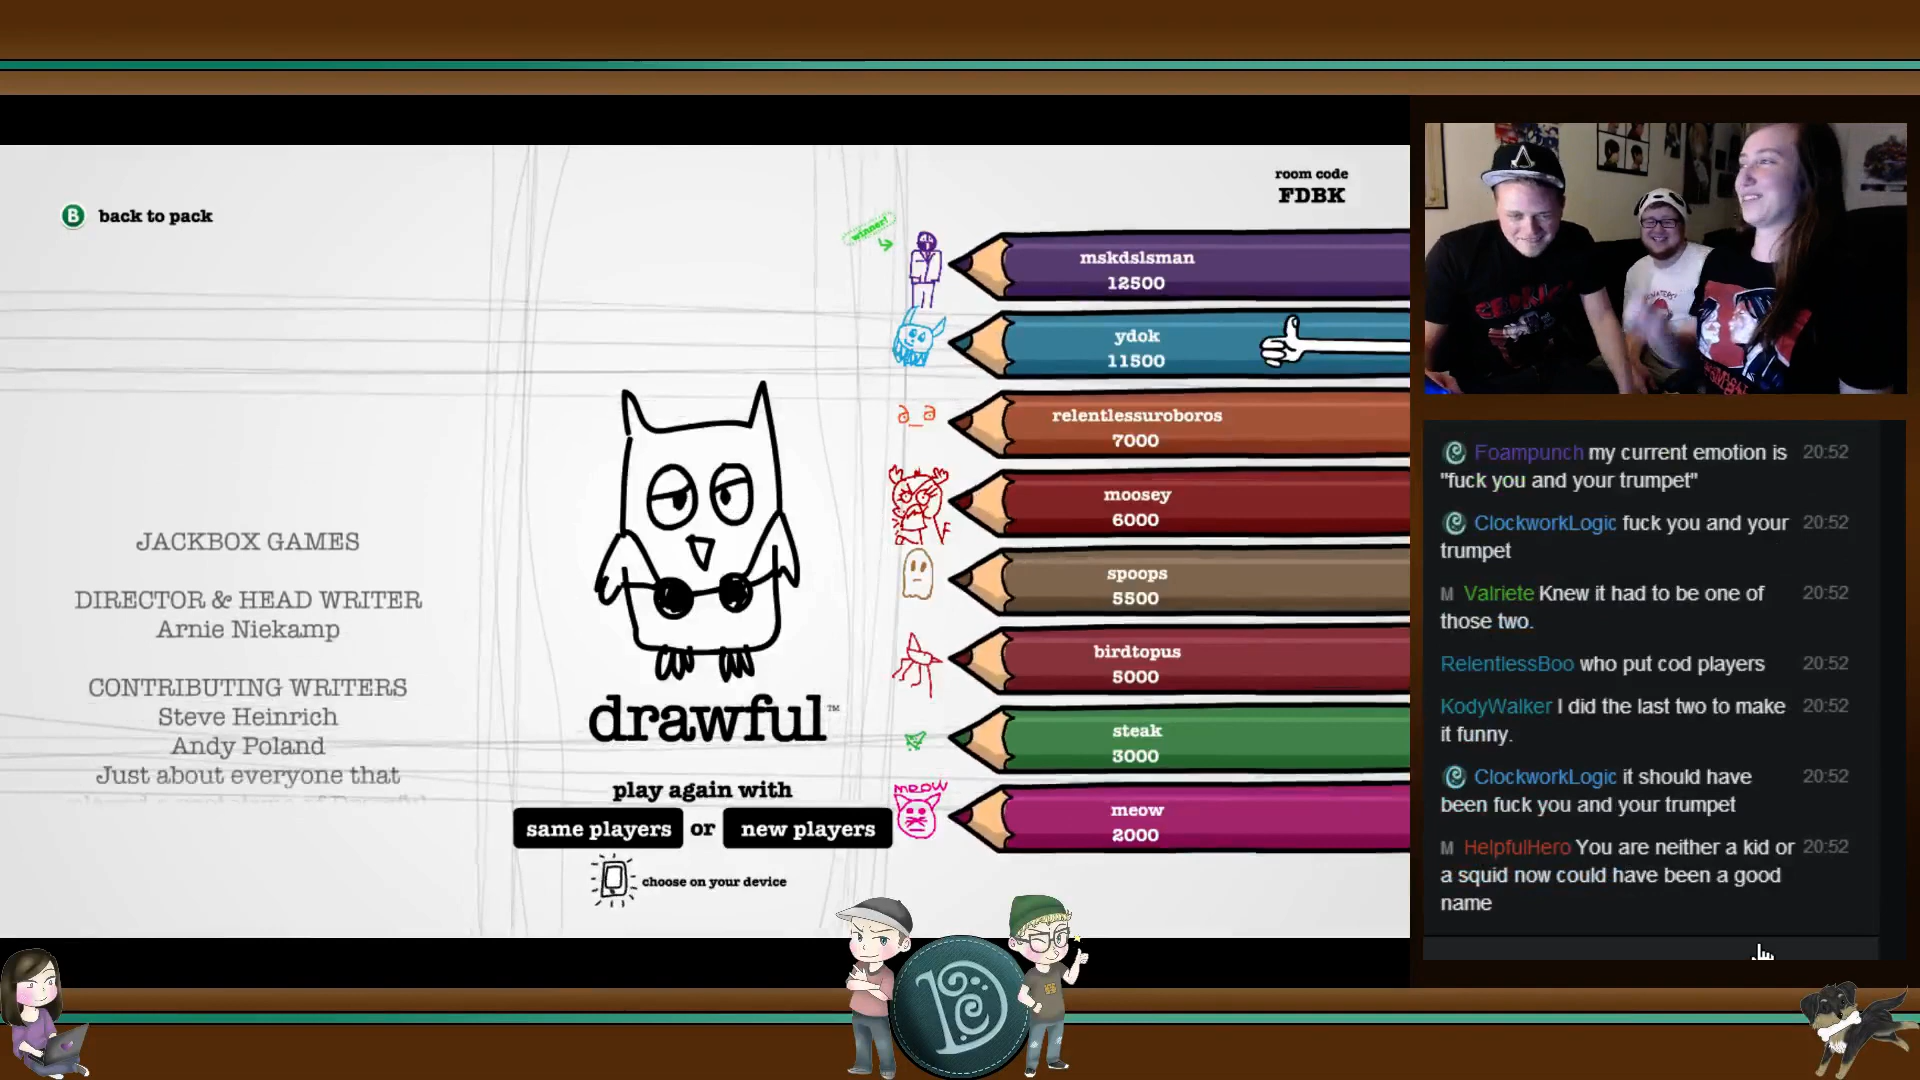 B back to pack
room code
FDBK
winner!
mskdslsman
12500
ydok
11500
relentlessuroboros
7000
moosey
6000
spoops
5500
birdtopus
5000
steak
3000
meow
meow
2000
JACKBOX GAMES
DIRECTOR & HEAD WRITER
Arnie Niekamp
CONTRIBUTING WRITERS
Steve Heinrich
Andy Poland
Just about everyone that
drawful™
play again with
same players or new players
choose on your device
Foampunch my current emotion is 20:52
"fuck you and your trumpet"
ClockworkLogic fuck you and your 20:52
trumpet
M Valriete Knew it had to be one of 20:52
those two.
RelentlessBoo who put cod players 20:52
KodyWalker I did the last two to make 20:52
it funny.
ClockworkLogic it should have 20:52
been fuck you and your trumpet
M HelpfulHero You are neither a kid or 20:52
a squid now could have been a good
name